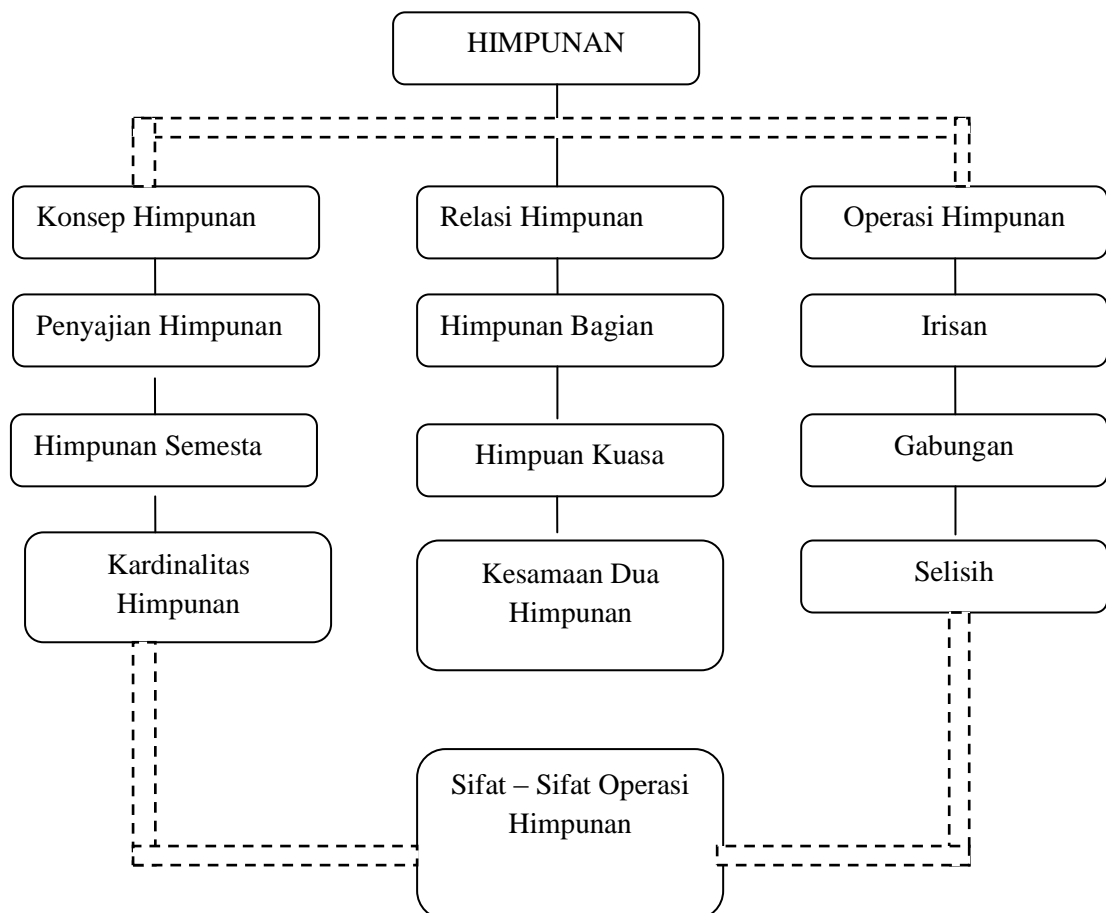 HIMPUNAN
Konsep Himpunan
Relasi Himpunan
Operasi Himpunan
Penyajian Himpunan
Himpunan Bagian
Irisan
Himpunan Semesta
Himpuan Kuasa
Gabungan
Kardinalitas
Himpunan
Kesamaan Dua
Himpunan
Selisih
Sifat – Sifat Operasi
Himpunan